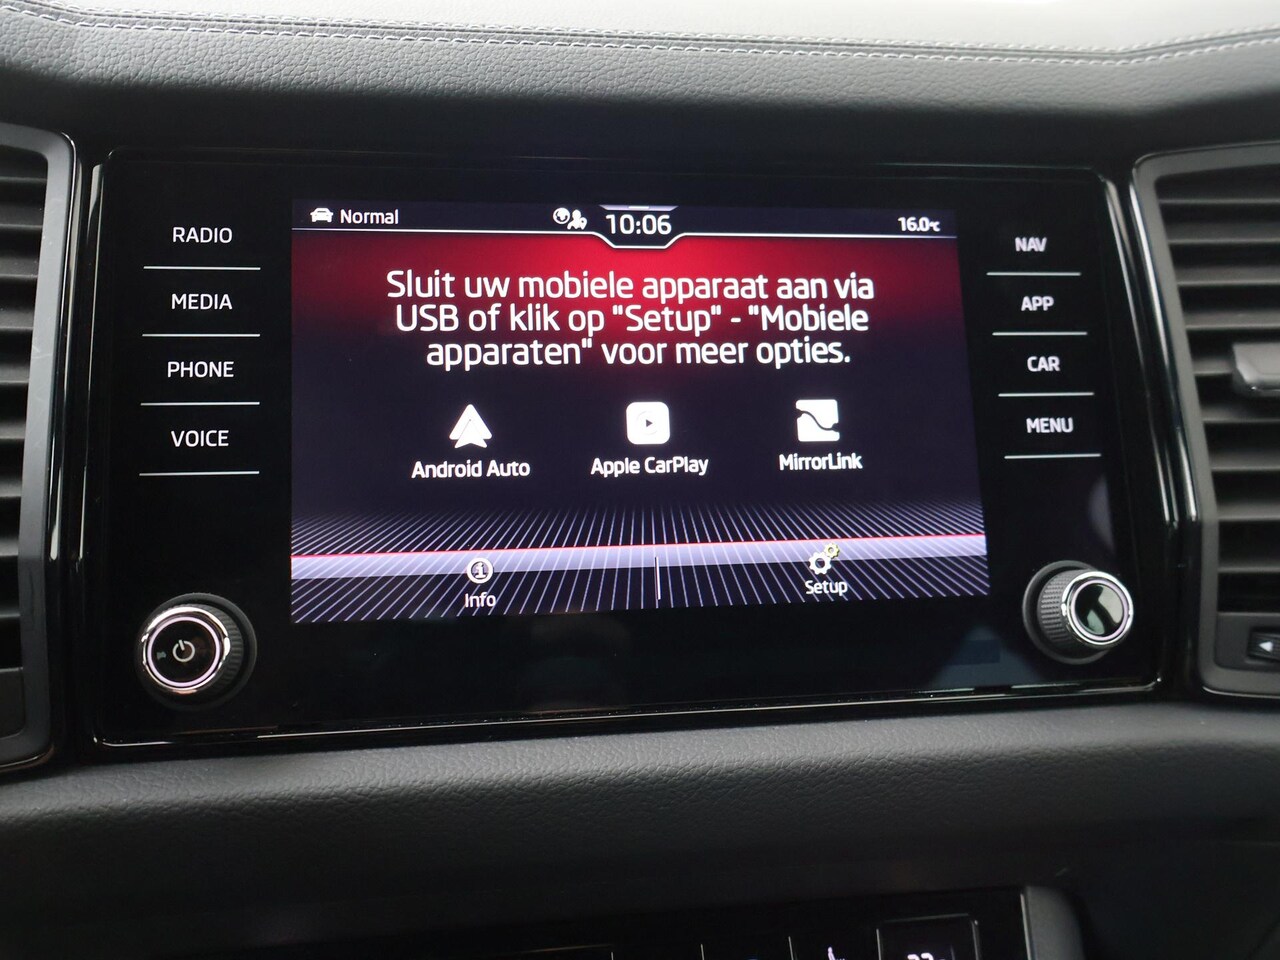 Normal
10:06
16.0°C
RADIO
MEDIA
PHONE
VOICE
Sluit uw mobiele apparaat aan via
USB of klik op "Setup" - "Mobiele
apparaten" voor meer opties.
Android Auto
Apple CarPlay
MirrorLink
Info
Setup
NAV
APP
CAR
MENU